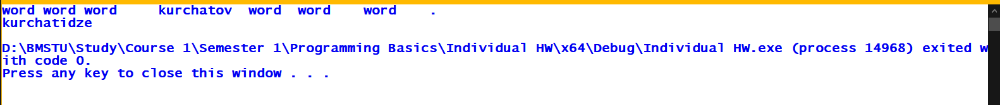 word word word     kurchatov  word  word    word    .
kurchatidze
D:\BMSTU\Study\Course 1\Semester 1\Programming Basics\Individual HW\x64\Debug\Individual HW.exe (process 14968) exited w
ith code 0.
Press any key to close this window . . .